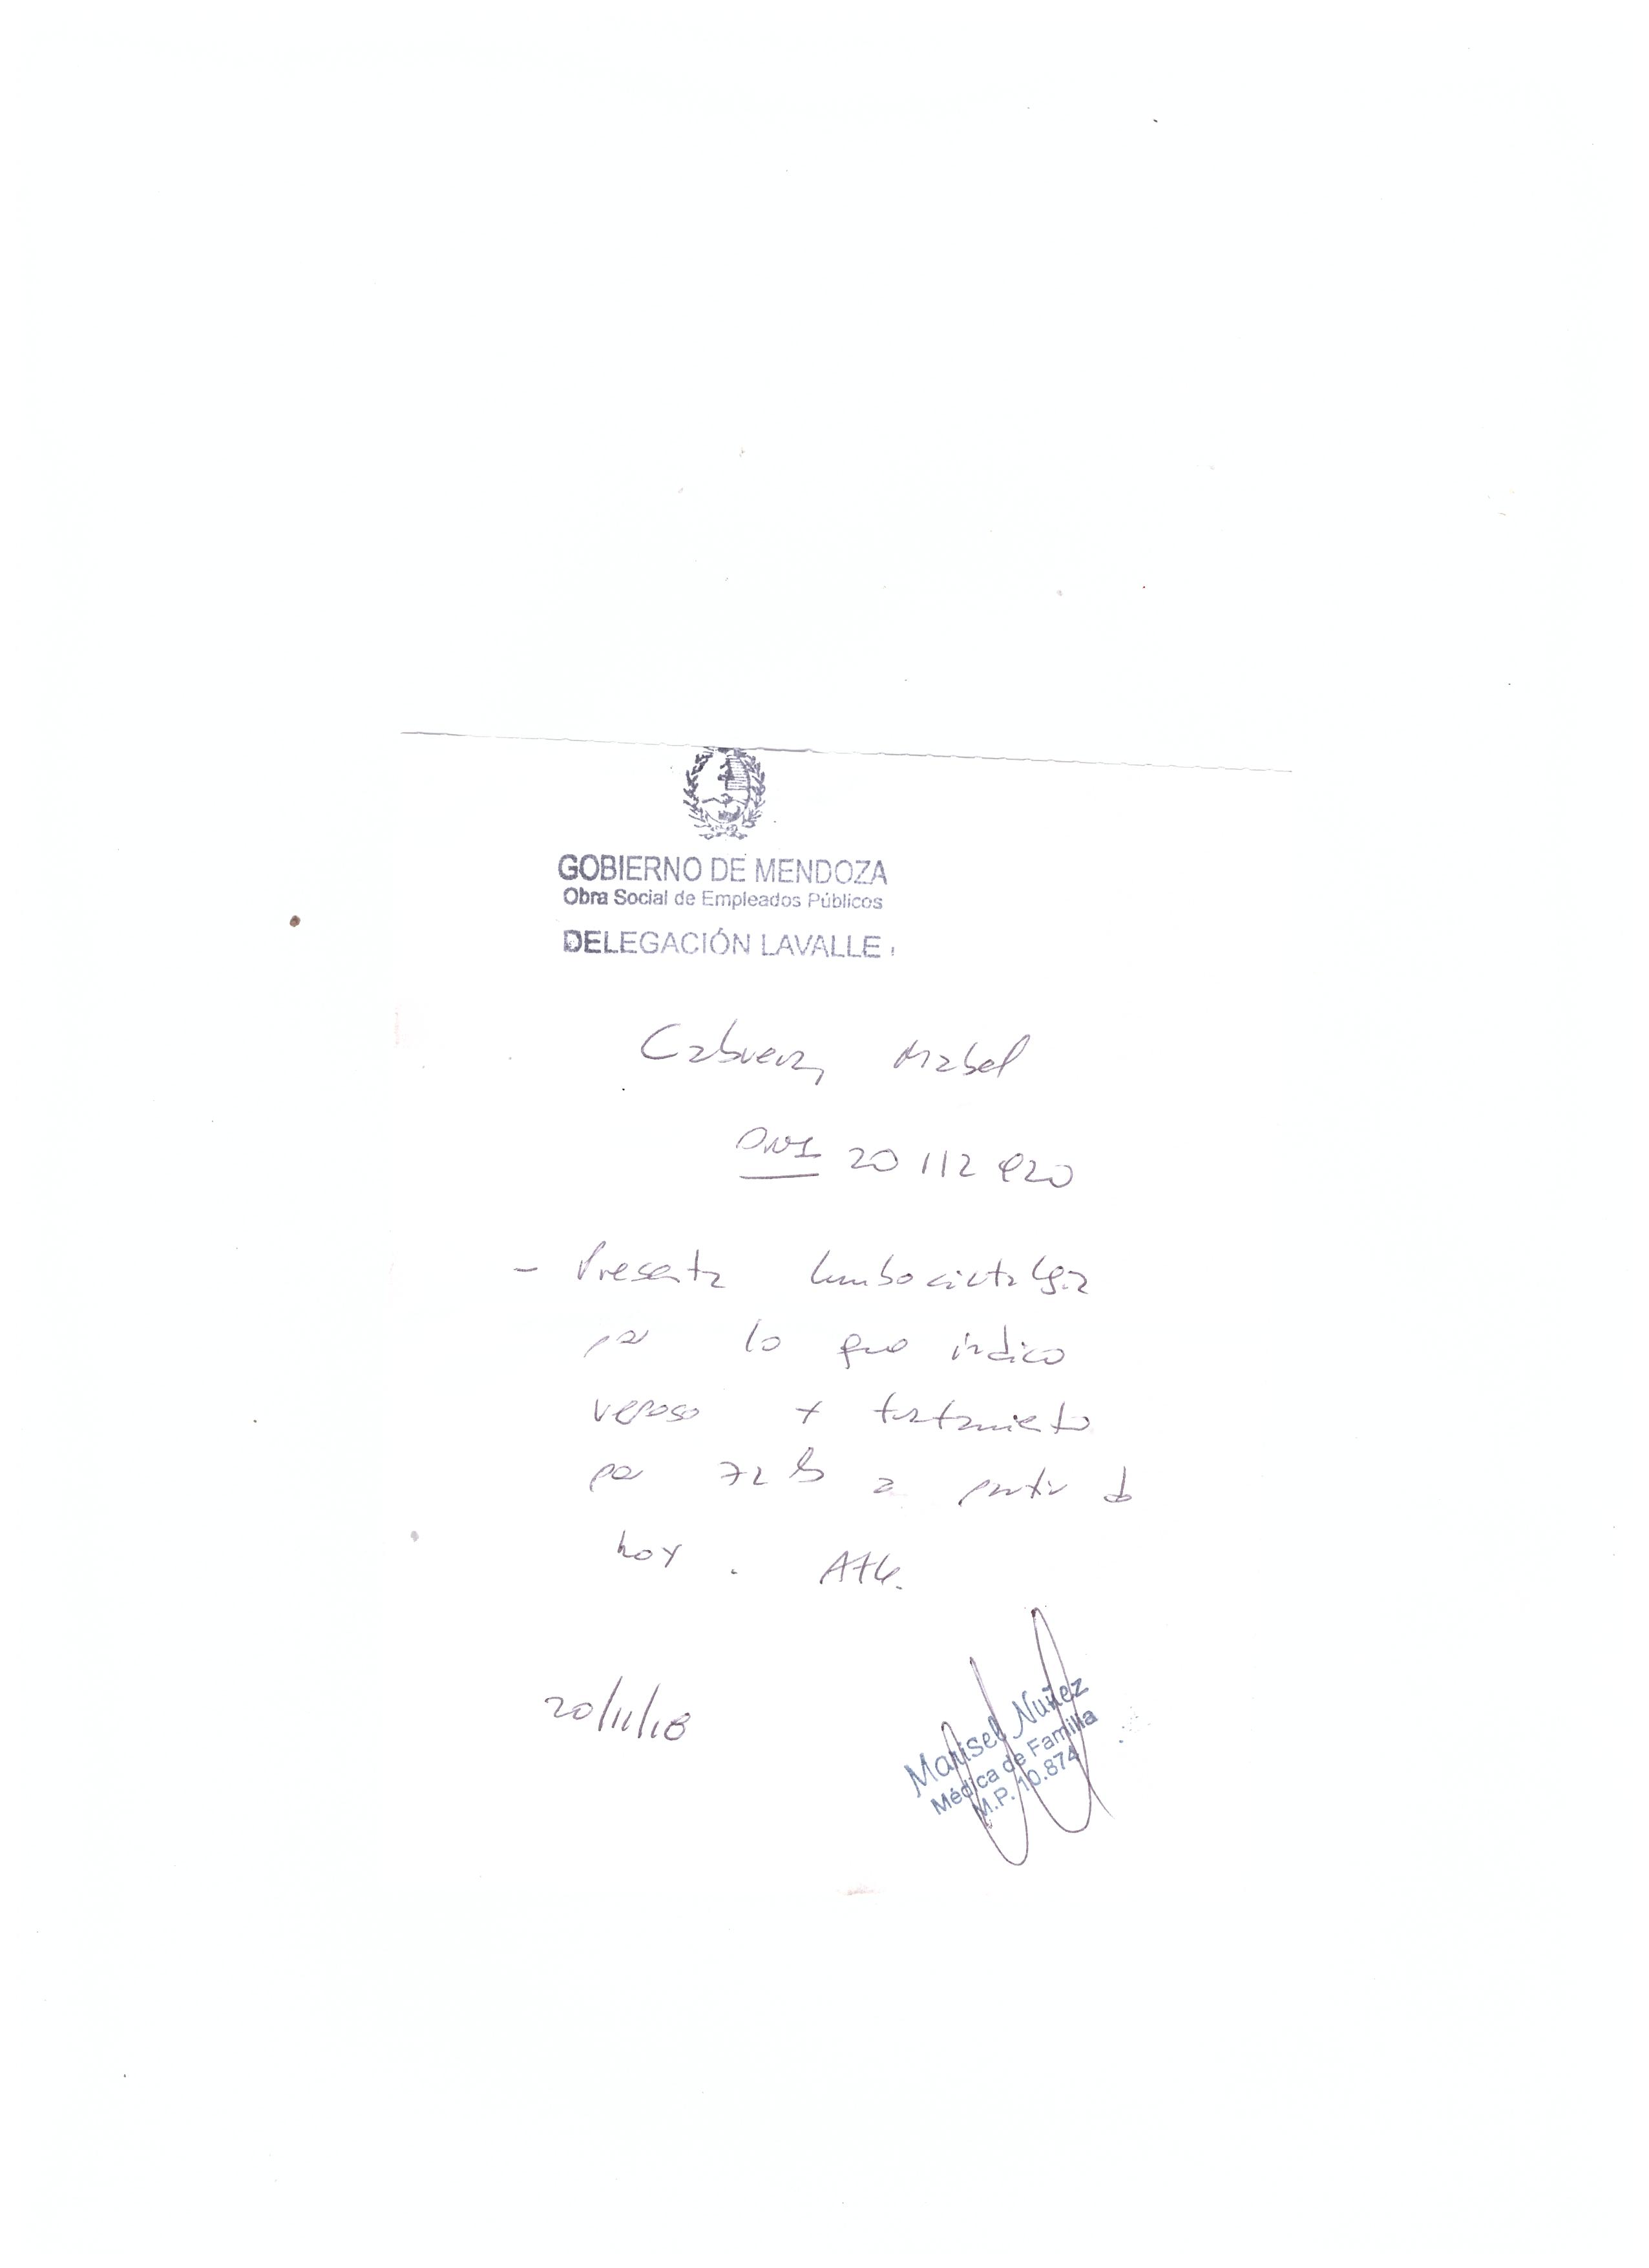 GOBIERNO DE MENDOZA
Obra Social de Empleados Públicos
DELEGACIÓN LAVALLE
Cabrera, Mabel
DNI 20 112 920
- Presenta lumbociatalgia
por lo que indico
reposo + tratamiento
por 72 hs a partir de
hoy. Atte.
20/11/18
Marisel Nuñez
Médica de Familia
M.P. 10.874